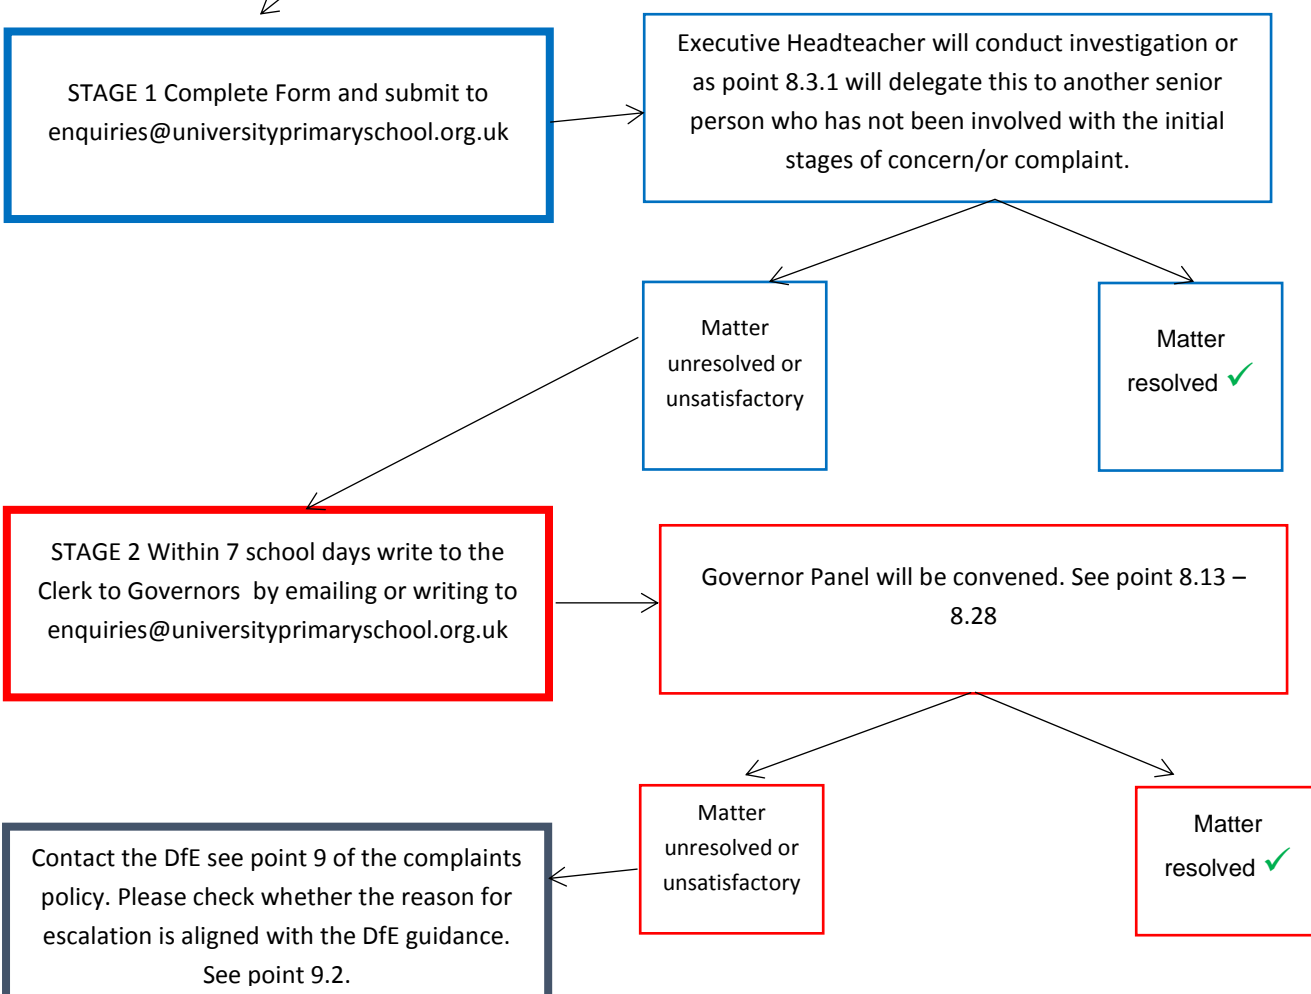 STAGE 1 Complete Form and submit to
enquiries@universityprimaryschool.org.uk
Executive Headteacher will conduct investigation or
as point 8.3.1 will delegate this to another senior
person who has not been involved with the initial
stages of concern/or complaint.
Matter
unresolved or
unsatisfactory
Matter
resolved ✓
STAGE 2 Within 7 school days write to the
Clerk to Governors  by emailing or writing to
enquiries@universityprimaryschool.org.uk
Governor Panel will be convened. See point 8.13 –
8.28
Matter
unresolved or
unsatisfactory
Matter
resolved ✓
Contact the DfE see point 9 of the complaints
policy. Please check whether the reason for
escalation is aligned with the DfE guidance.
See point 9.2.